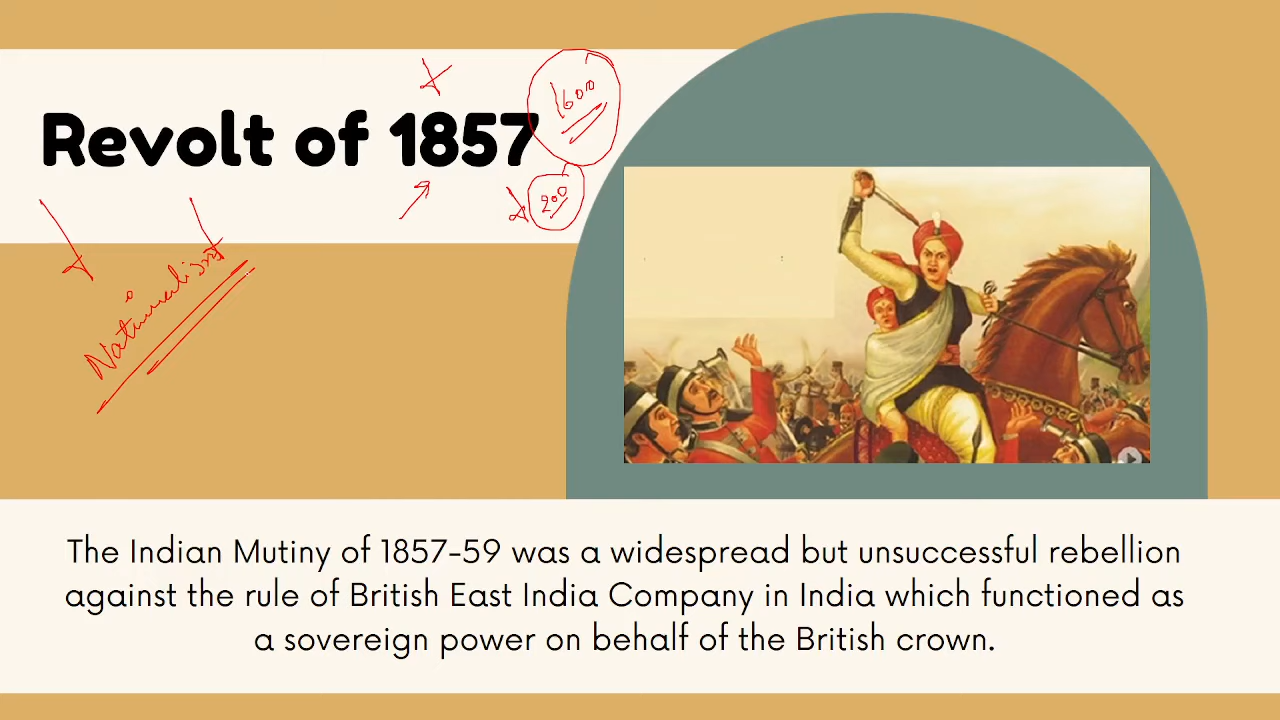 1600
Revolt of 1857
200
Nationalist
The Indian Mutiny of 1857-59 was a widespread but unsuccessful rebellion
against the rule of British East India Company in India which functioned as
a sovereign power on behalf of the British crown.